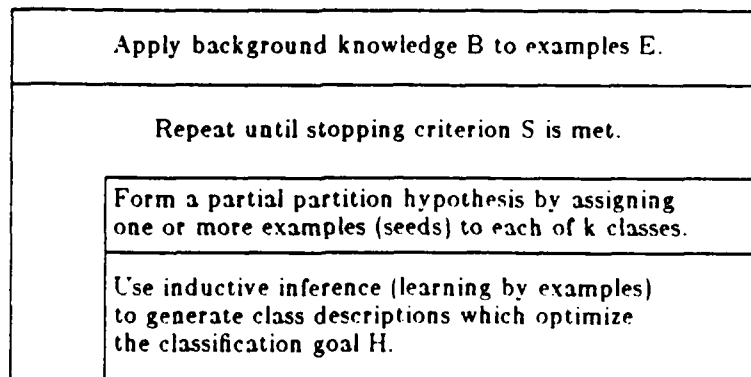 Apply background knowledge B to examples E.
Repeat until stopping criterion S is met.
Form a partial partition hypothesis by assigning
one or more examples (seeds) to each of k classes.
Use inductive inference (learning by examples)
to generate class descriptions which optimize
the classification goal H.